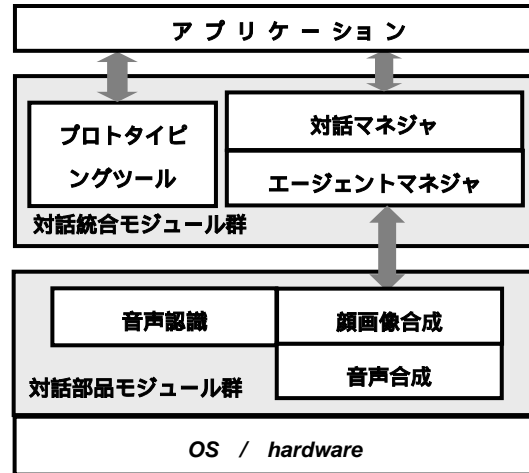 アプリケーション
プロトタイピ
ングツール
対話マネジャ
エージェントマネジャ
対話統合モジュール群
音声認識
顔画像合成
音声合成
対話部品モジュール群
OS / hardware